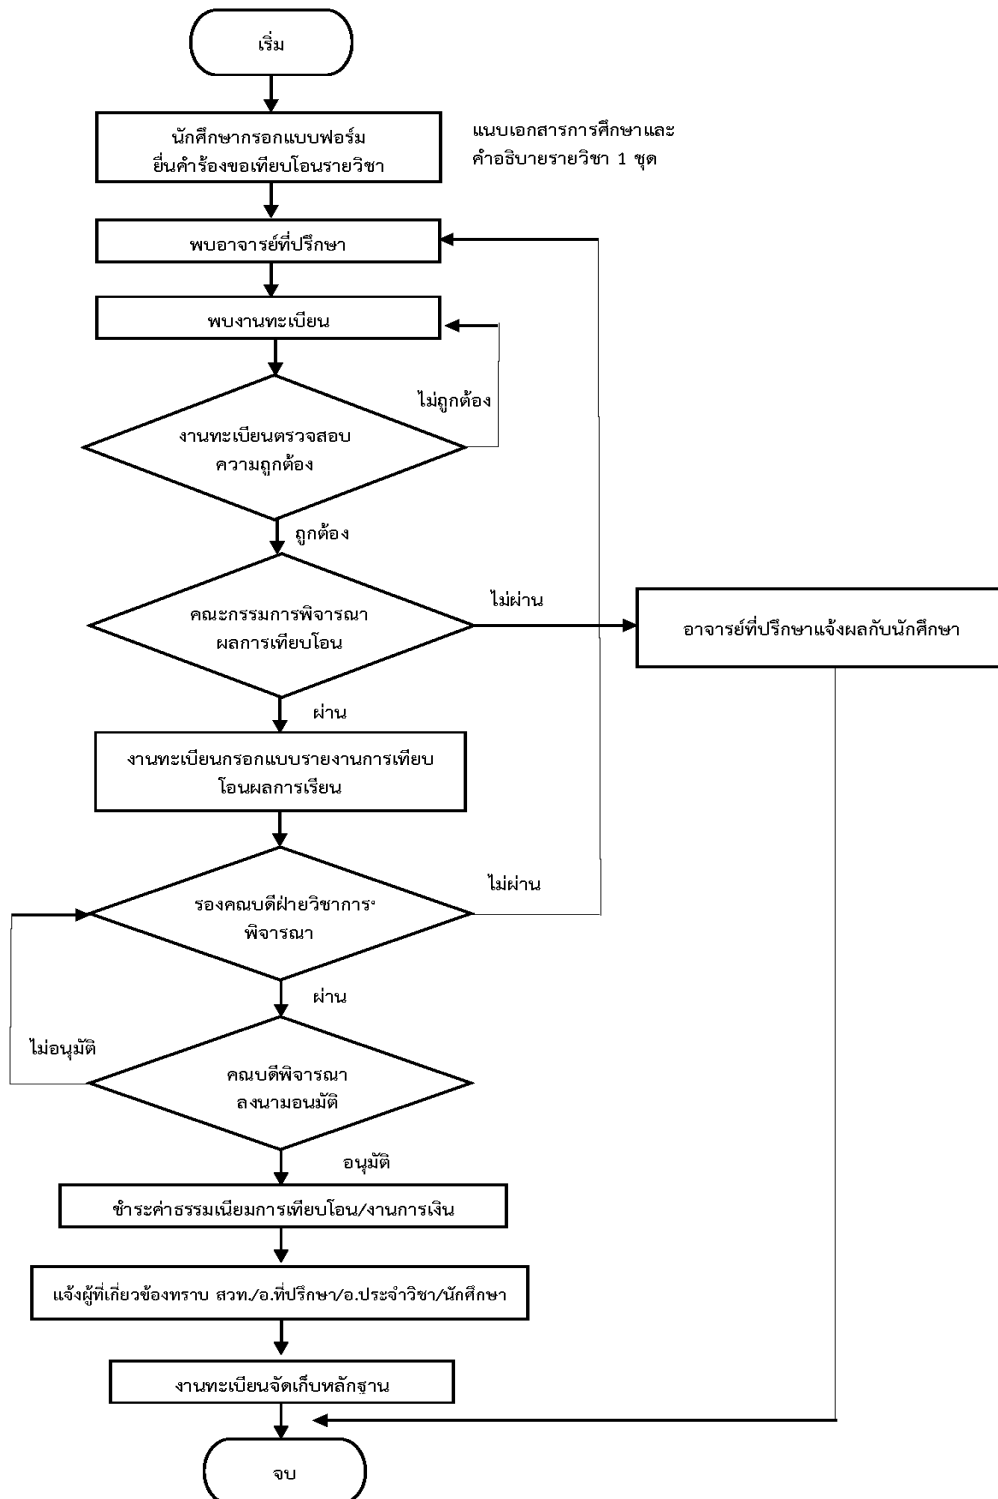 เริ่ม
นักศึกษากรอกแบบฟอร์ม
ยื่นคำร้องขอเทียบโอนรายวิชา
แนบเอกสารการศึกษาและ
คำอธิบายรายวิชา 1 ชุด
พบอาจารย์ที่ปรึกษา
พบงานทะเบียน
ไม่ถูกต้อง
งานทะเบียนตรวจสอบ
ความถูกต้อง
ถูกต้อง
คณะกรรมการพิจารณา
ผลการเทียบโอน
ไม่ผ่าน
อาจารย์ที่ปรึกษาแจ้งผลกับนักศึกษา
ผ่าน
งานทะเบียนกรอกแบบรายงานการเทียบ
โอนผลการเรียน
ไม่ผ่าน
รองคณบดีฝ่ายวิชาการฯ
พิจารณา
ผ่าน
ไม่อนุมัติ
คณบดีพิจารณา
ลงนามอนมัติ
อนุมัติ
ชำระค่าธรรมเนียมการเทียบโอน/งานการเงิน
แจ้งผู้ที่เกี่ยวข้องทราบ สวท./อ.ที่ปรึกษา/อ.ประจำวิชา/นักศึกษา
งานทะเบียนจัดเก็บหลักฐาน
จบ